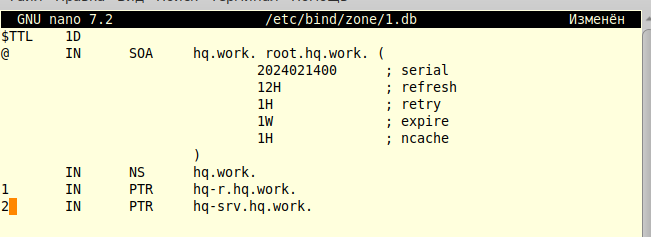 GNU nano 7.2 /etc/bind/zone/1.db Изменён
$TTL 1D
@ IN SOA hq.work. root.hq.work. (
2024021400 ; serial
12H ; refresh
1H ; retry
1W ; expire
1H ; ncache
)
IN NS hq.work.
1 IN PTR hq-r.hq.work.
2 IN PTR hq-srv.hq.work.